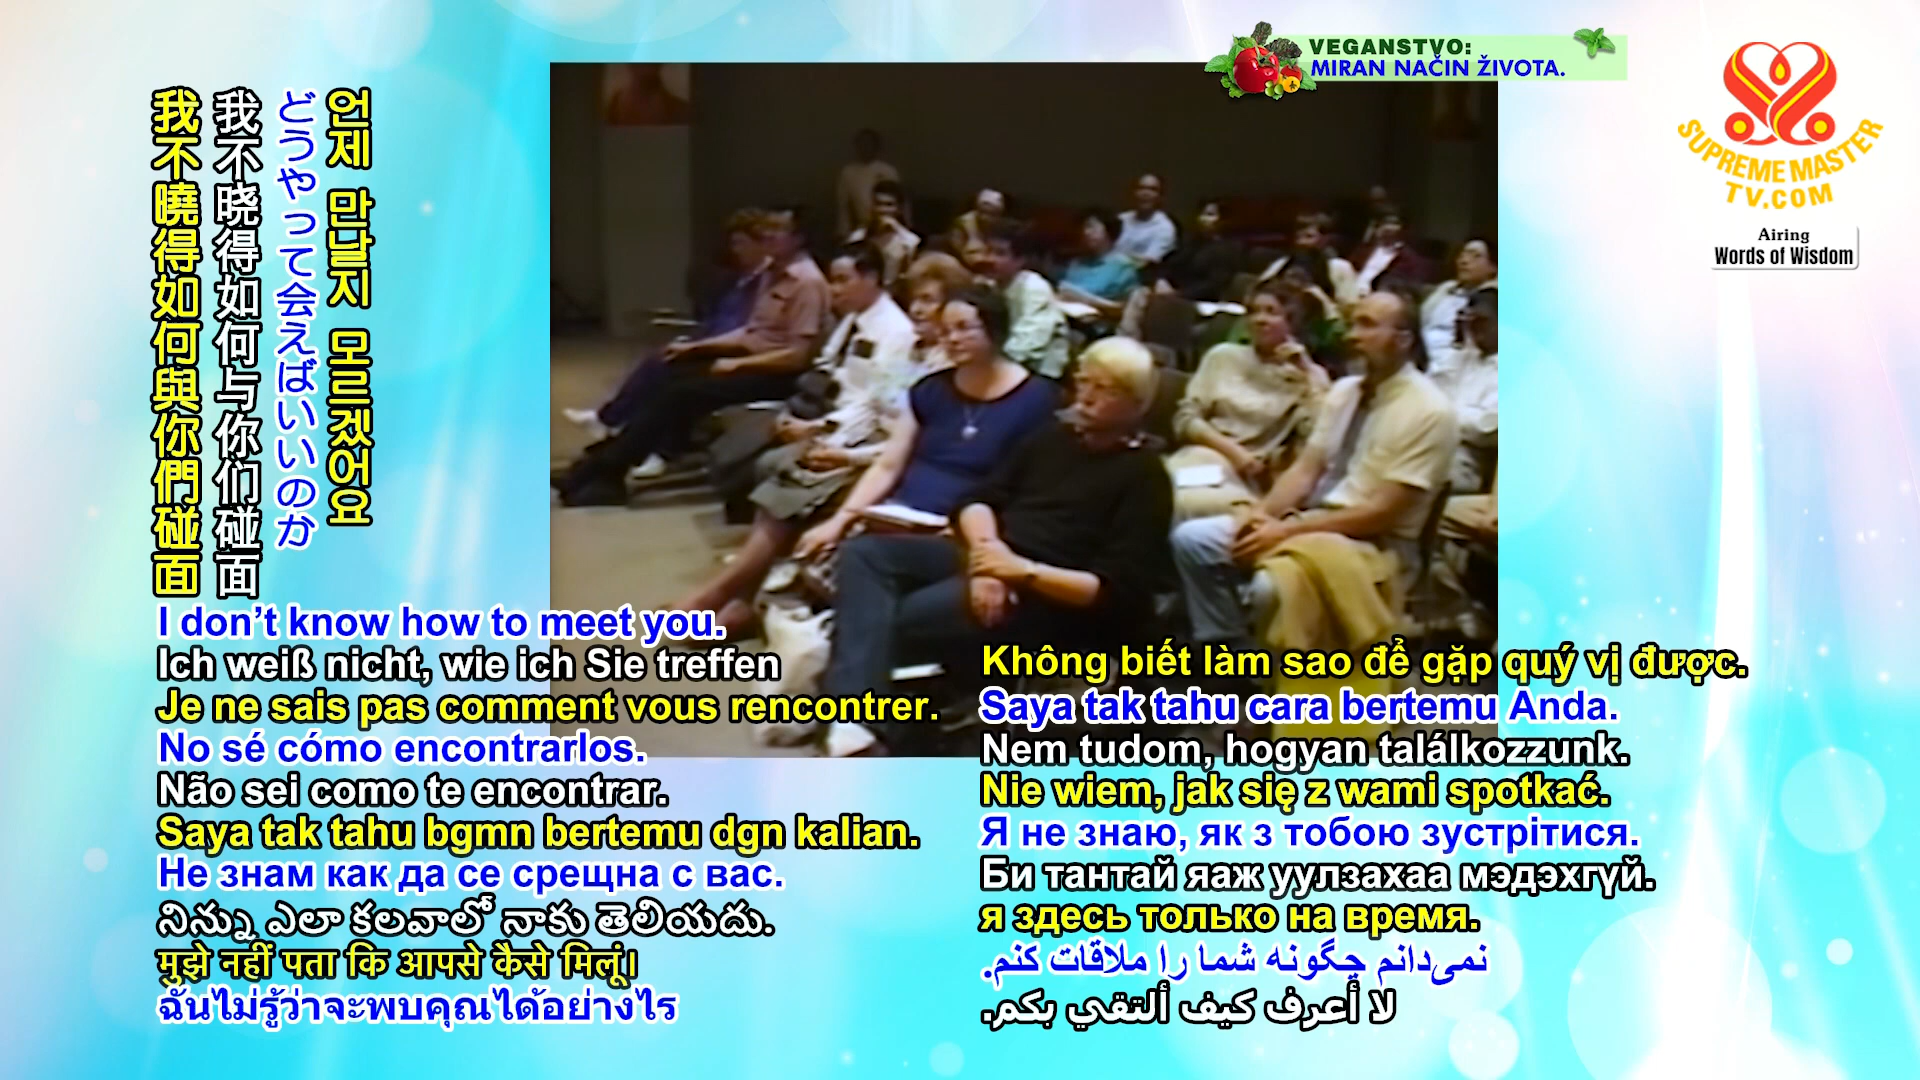 VEGANSTVO:
MIRAN NAČIN ŽIVOTA.
SUPREME MASTER
TV.COM
Airing
Words of Wisdom
언제 만날지 모르겠어요
どうやって会えばいいのか
我不晓得如何与你们碰面
我不曉得如何與你們碰面
I don’t know how to meet you.
Ich weiß nicht, wie ich Sie treffen
Je ne sais pas comment vous rencontrer.
No sé cómo encontrarlos.
Não sei como te encontrar.
Saya tak tahu bgmn bertemu dgn kalian.
Не знам как да се срещна с вас.
నిన్ను ఎలా కలవాలో నాకు తెలియదు.
मुझे नहीं पता कि आपसे कैसे मिलूं।
ฉันไม่รู้ว่าจะพบคุณได้อย่างไร
Không biết làm sao để gặp quý vị được.
Saya tak tahu cara bertemu Anda.
Nem tudom, hogyan találkozzunk.
Nie wiem, jak się z wami spotkać.
Я не знаю, як з тобою зустрітися.
Би тантай яаж уулзахаа мэдэхгүй.
я здесь только на время.
نمی‌دانم چگونه شما را ملاقات کنم.
لا أعرف كيف ألتقي بكم.